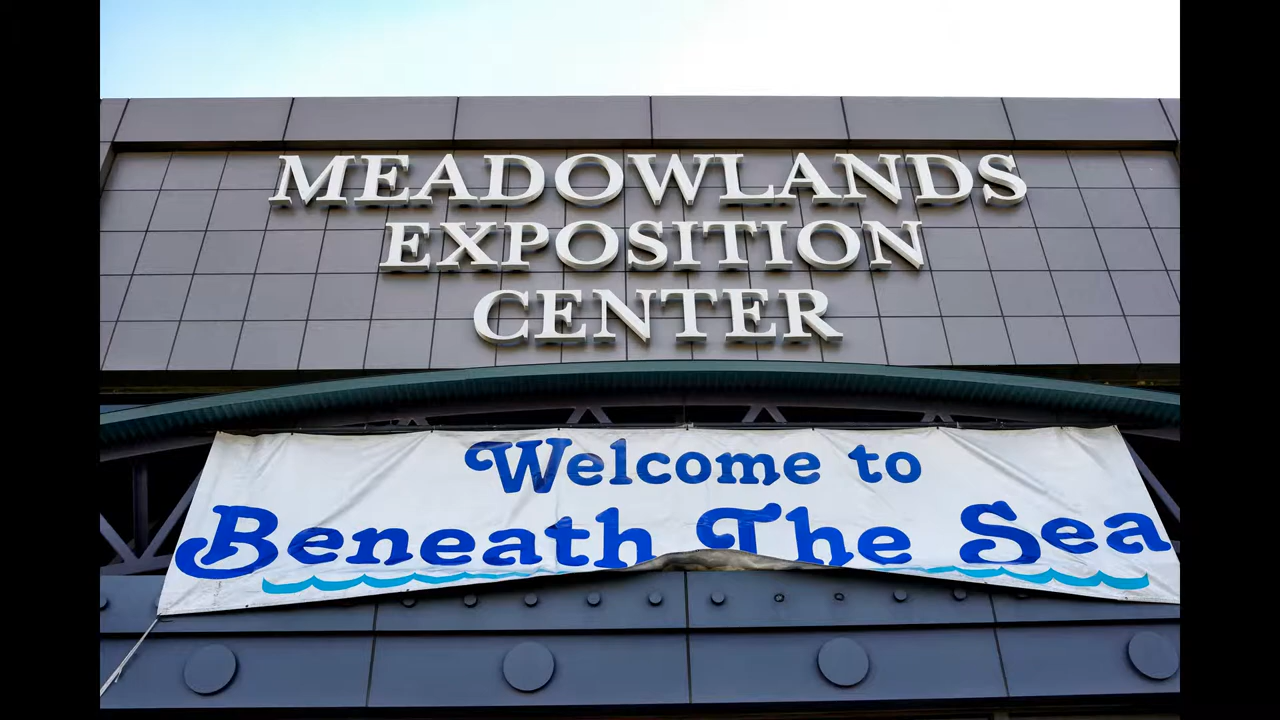 MEADOWLANDS
EXPOSITION
CENTER
Welcome to
Beneath The Sea